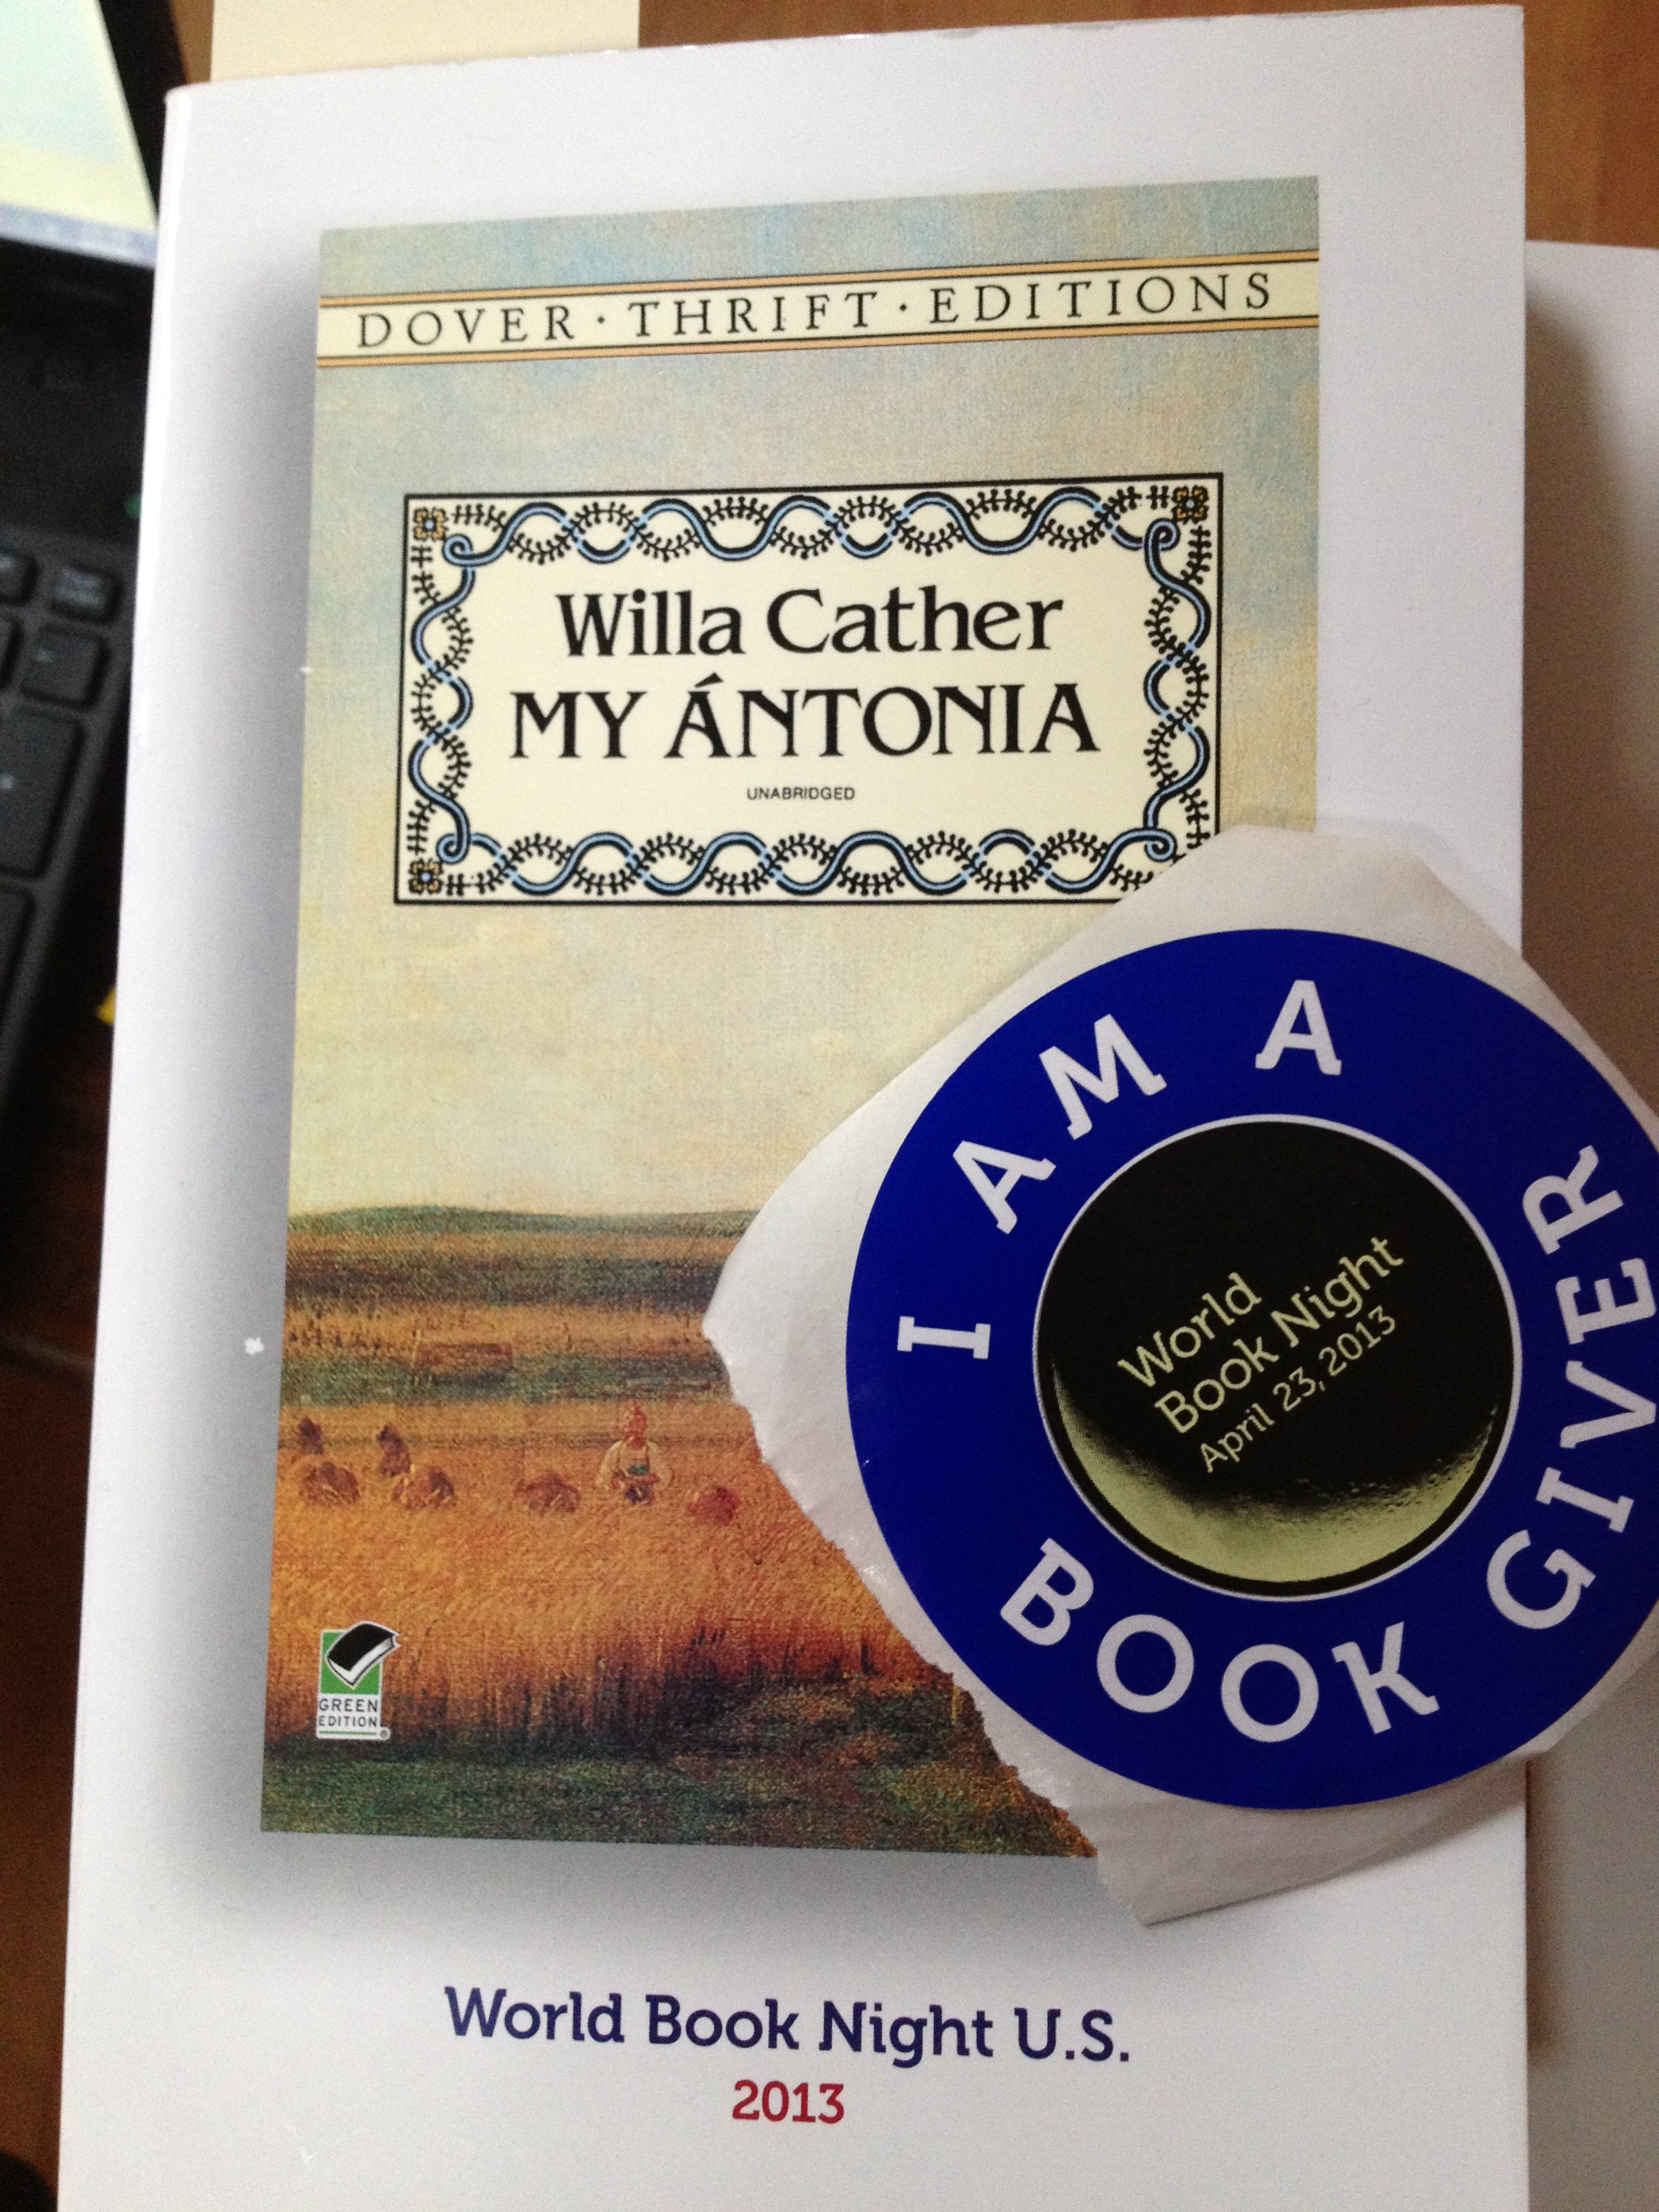 DOVER · THRIFT · EDITIONS
Willa Cather
MY ÁNTONIA
UNABRIDGED
I AM A
BOOK GIVER
World
Book Night
April 23, 2013
GREEN
EDITION®
World Book Night U.S.
2013